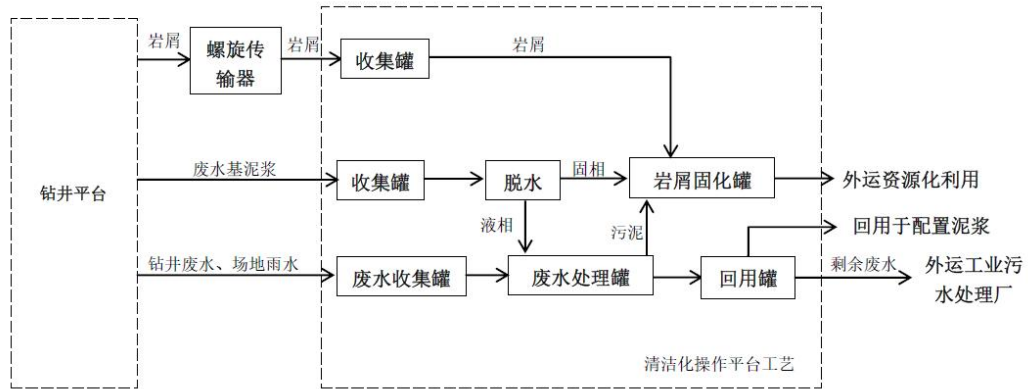 岩屑
螺旋传
输器
岩屑
收集罐
岩屑
钻井平台
废水基泥浆
收集罐
脱水
固相
岩屑固化罐
外运资源化利用
液相
污泥
回用于配置泥浆
钻井废水、场地雨水
废水收集罐
废水处理罐
回用罐
剩余废水
外运工业污
水处理厂
清洁化操作平台工艺